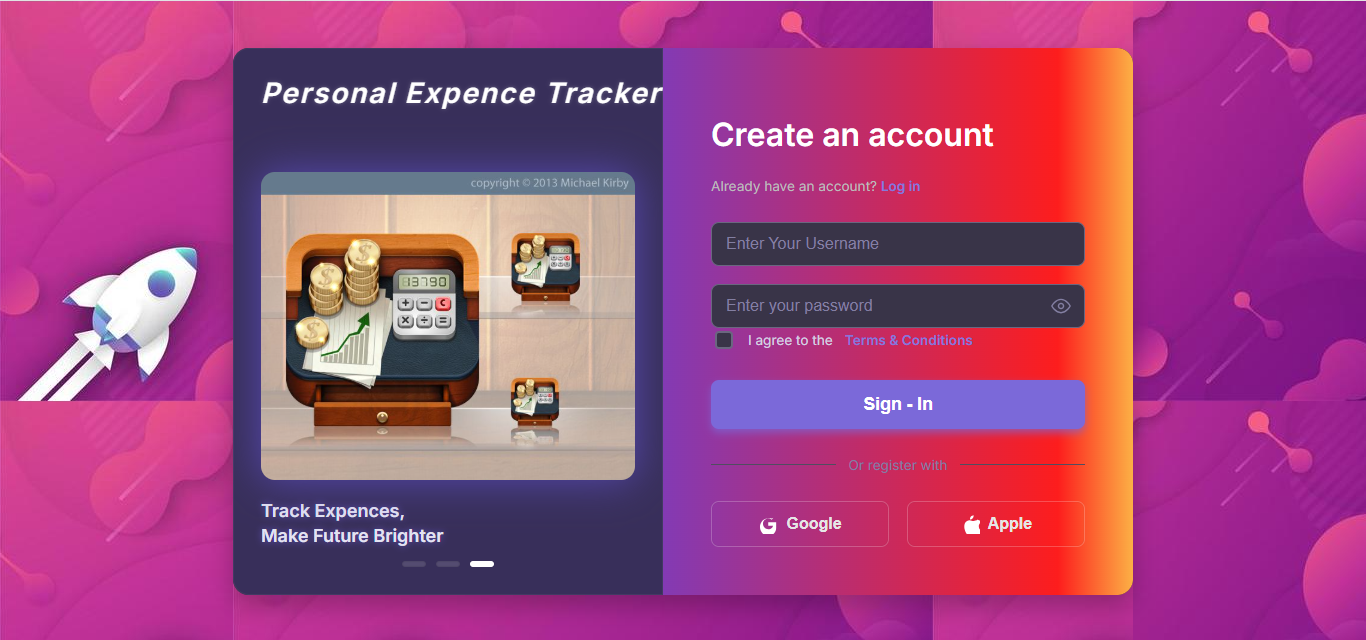 Personal Expence Tracker
copyright © 2013 Michael Kirby
13790
Track Expences,
Make Future Brighter
Create an account
Already have an account? Log in
Enter Your Username
Enter your password
I agree to the Terms & Conditions
Sign - In
Or register with
Google
Apple